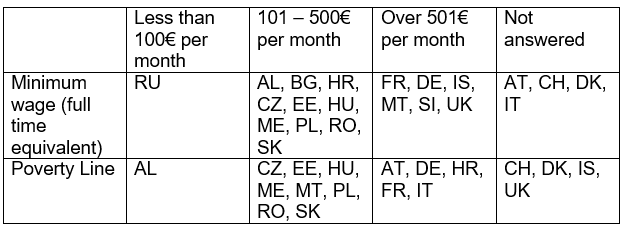 Less than
100€ per
month
101 – 500€
per month
Over 501€
per month
Not
answered
Minimum
wage (full
time
equivalent)
RU
AL, BG, HR,
CZ, EE, HU,
ME, PL, RO,
SK
FR, DE, IS,
MT, SI, UK
AT, CH, DK,
IT
Poverty Line
AL
CZ, EE, HU,
ME, MT, PL,
RO, SK
AT, DE, HR,
FR, IT
CH, DK, IS,
UK